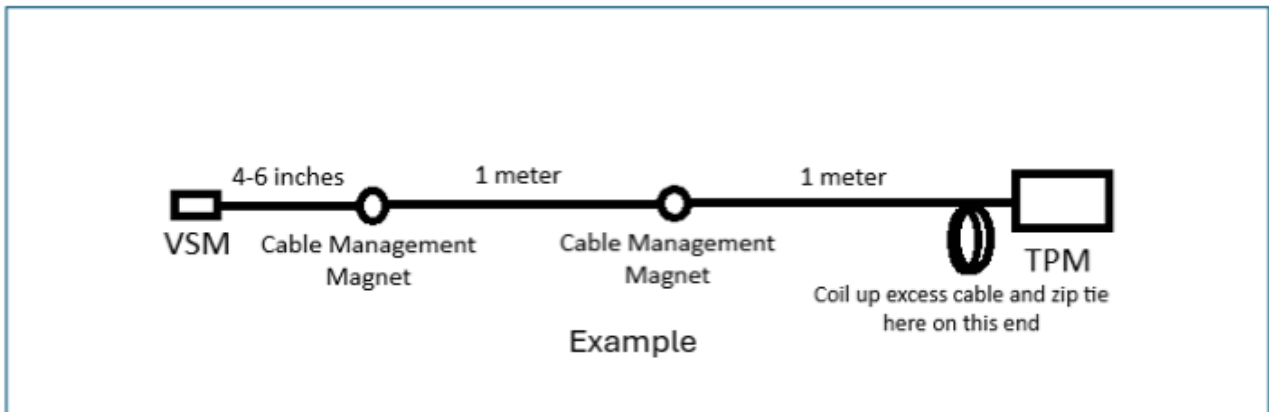 4-6 inches
1 meter
1 meter
VSM
Cable Management
Magnet
Cable Management
Magnet
TPM
Coil up excess cable and zip tie
here on this end
Example